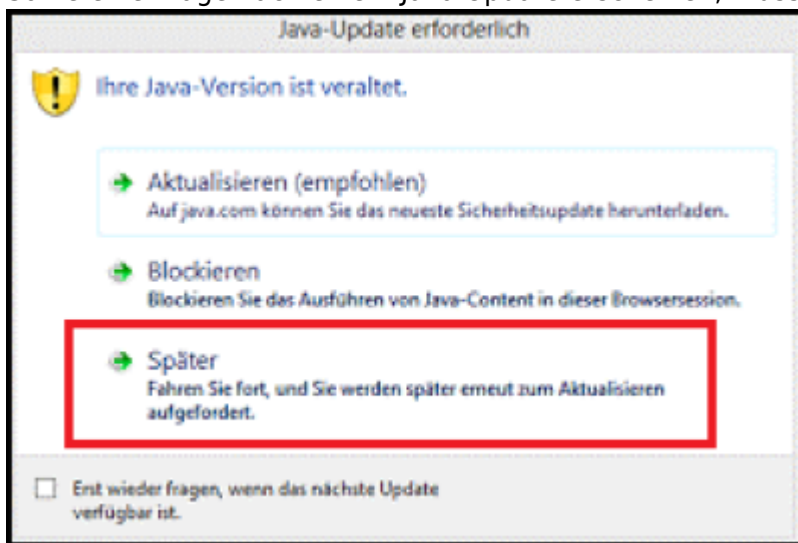 Java-Update erforderlich
Ihre Java-Version ist veraltet.
Aktualisieren (empfohlen)
Auf java.com können Sie das neueste Sicherheitsupdate herunterladen.
Blockieren
Blockieren Sie das Ausführen von Java-Content in dieser Browsersession.
Später
Fahren Sie fort, und Sie werden später erneut zum Aktualisieren
aufgefordert.
Erst wieder fragen, wenn das nächste Update
verfügbar ist.